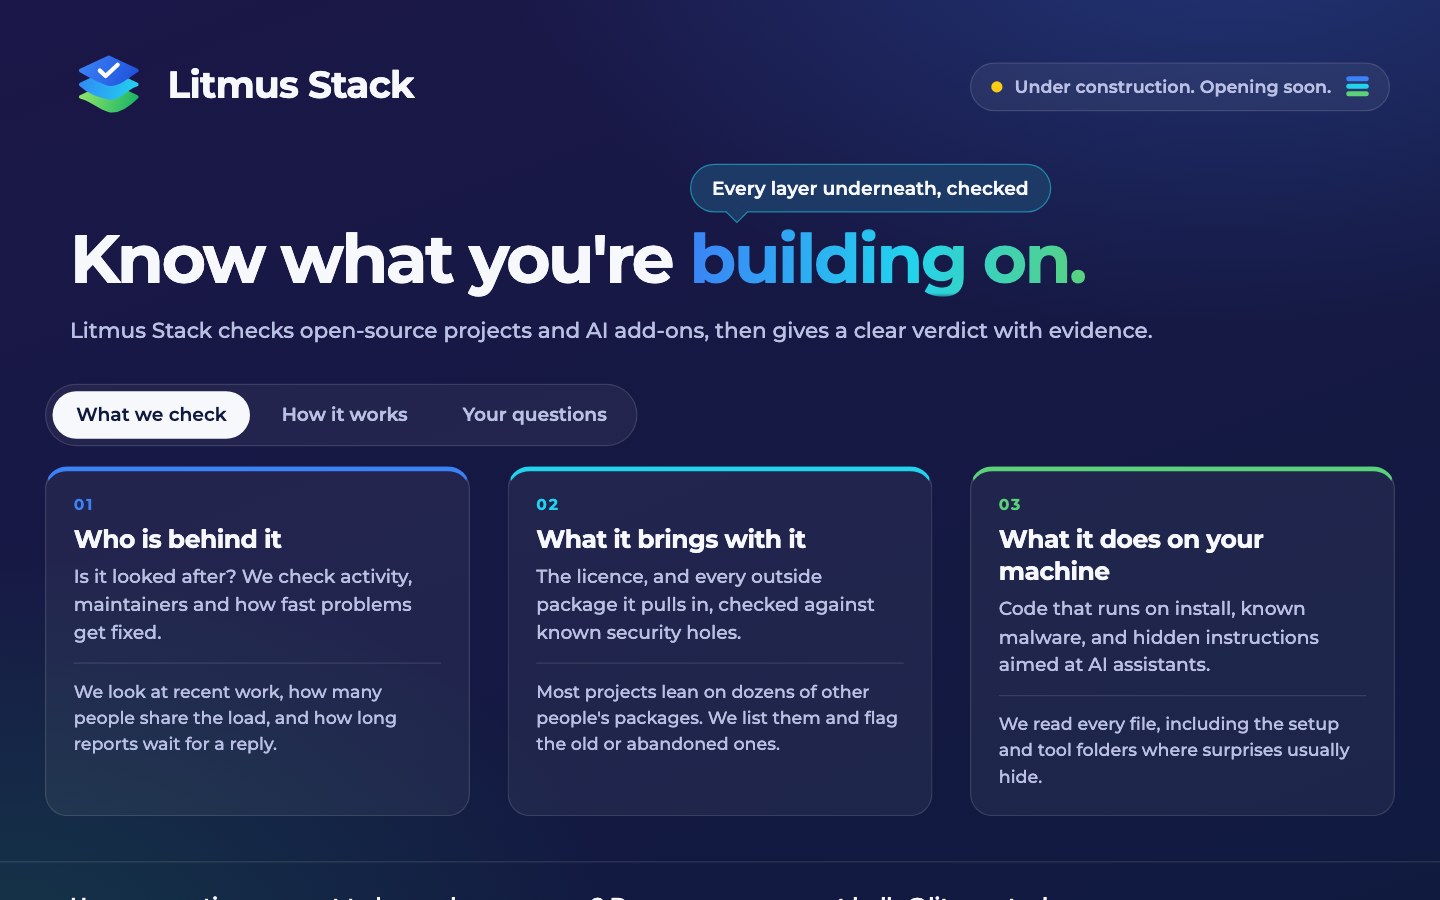 Litmus Stack
Under construction. Opening soon.
Every layer underneath, checked
Know what you're building on.
Litmus Stack checks open-source projects and AI add-ons, then gives a clear verdict with evidence.
What we check
How it works
Your questions
01
Who is behind it
Is it looked after? We check activity,
maintainers and how fast problems
get fixed.
We look at recent work, how many
people share the load, and how long
reports wait for a reply.
02
What it brings with it
The licence, and every outside
package it pulls in, checked against
known security holes.
Most projects lean on dozens of other
people's packages. We list them and flag
the old or abandoned ones.
03
What it does on your
machine
Code that runs on install, known
malware, and hidden instructions
aimed at AI assistants.
We read every file, including the setup
and tool folders where surprises usually
hide.